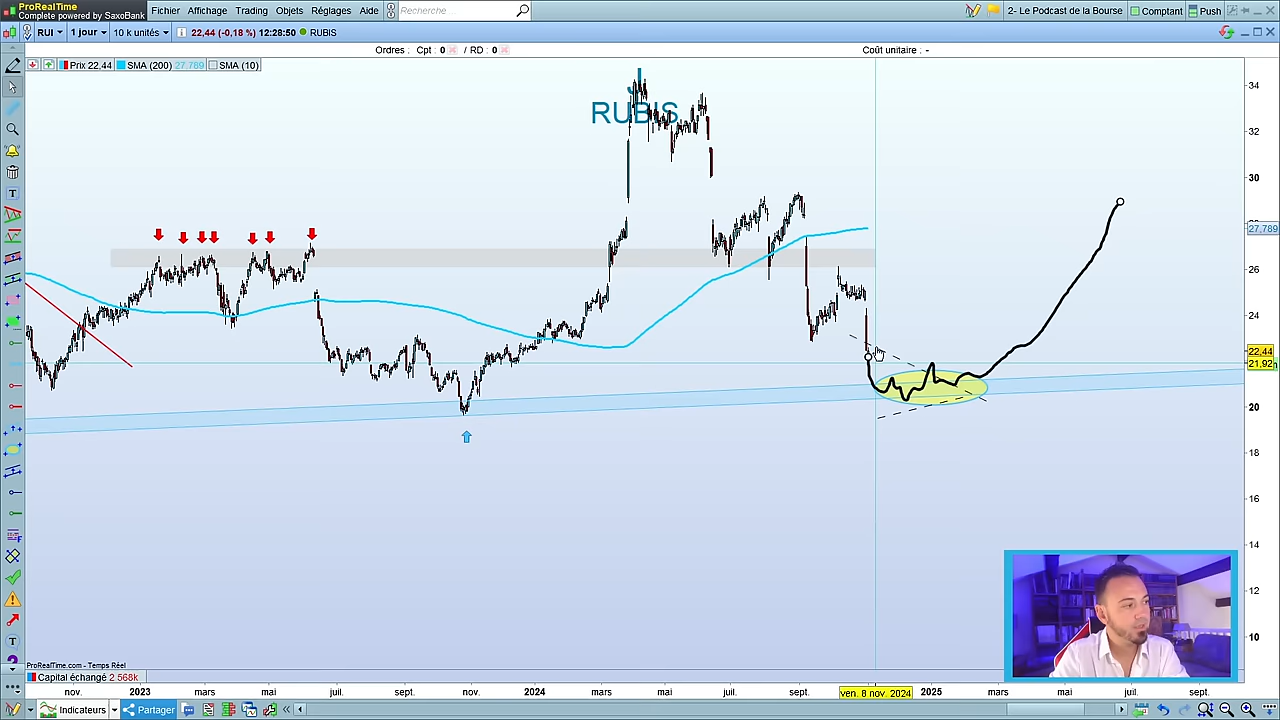 ProRealTime
Complete powered by SaxoBank
Fichier Affichage Trading Objets Réglages Aide Recherche 2- Le Podcast de la Bourse Comptant Push
RUI 1 jour 10 k unités 22,44 (-0,18 %) 12:28:50 RUBIS
Ordres : Cpt : 0 / RD : 0 Coût unitaire : -
Prix 22,44 SMA (200) 27.789 SMA (10)
RUBIS
34
32
30
28
27,789
26
24
22,44
21,92
20
18
16
14
12
10
ProRealTime.com - Temps Réel
Capital échangé 2 568k
nov. 2023 mars mai juil. sept. nov. 2024 mars mai juil. sept. ven. 8 nov. 2024 2025 mars mai juil. sept.
Indicateurs Partager